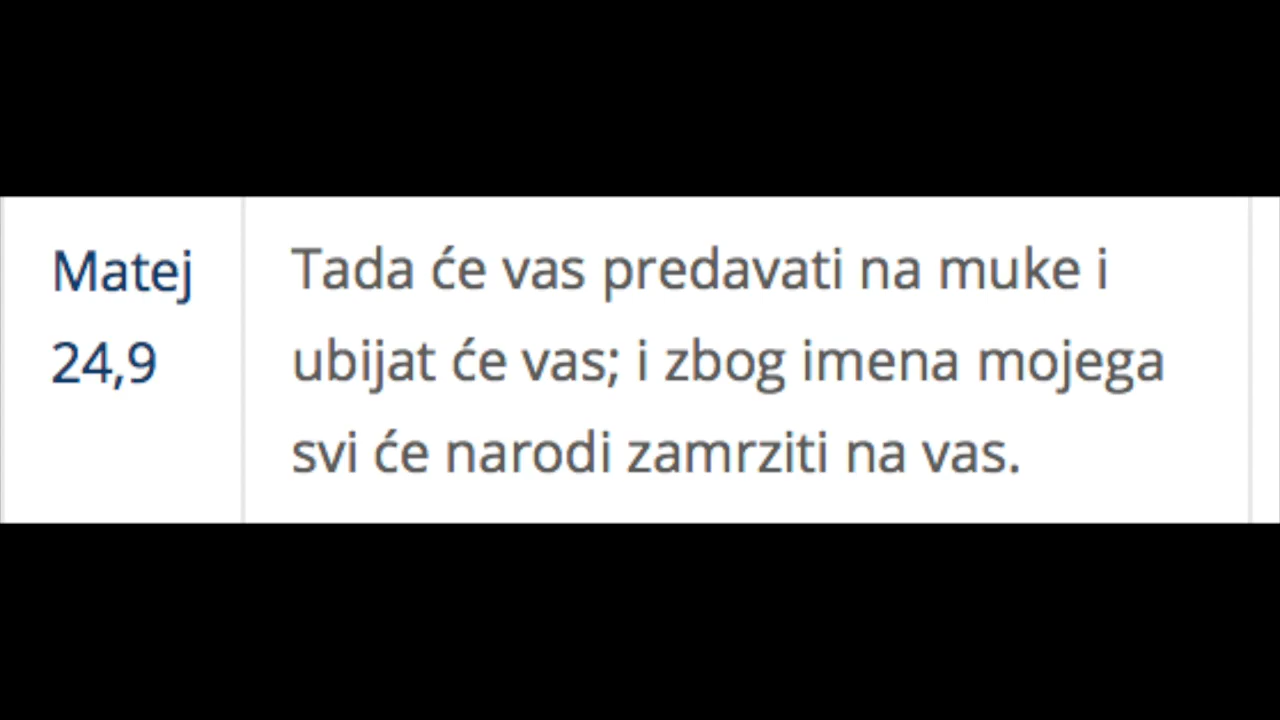 Matej
24,9
Tada će vas predavati na muke i
ubijat će vas; i zbog imena mojega
svi će narodi zamrziti na vas.